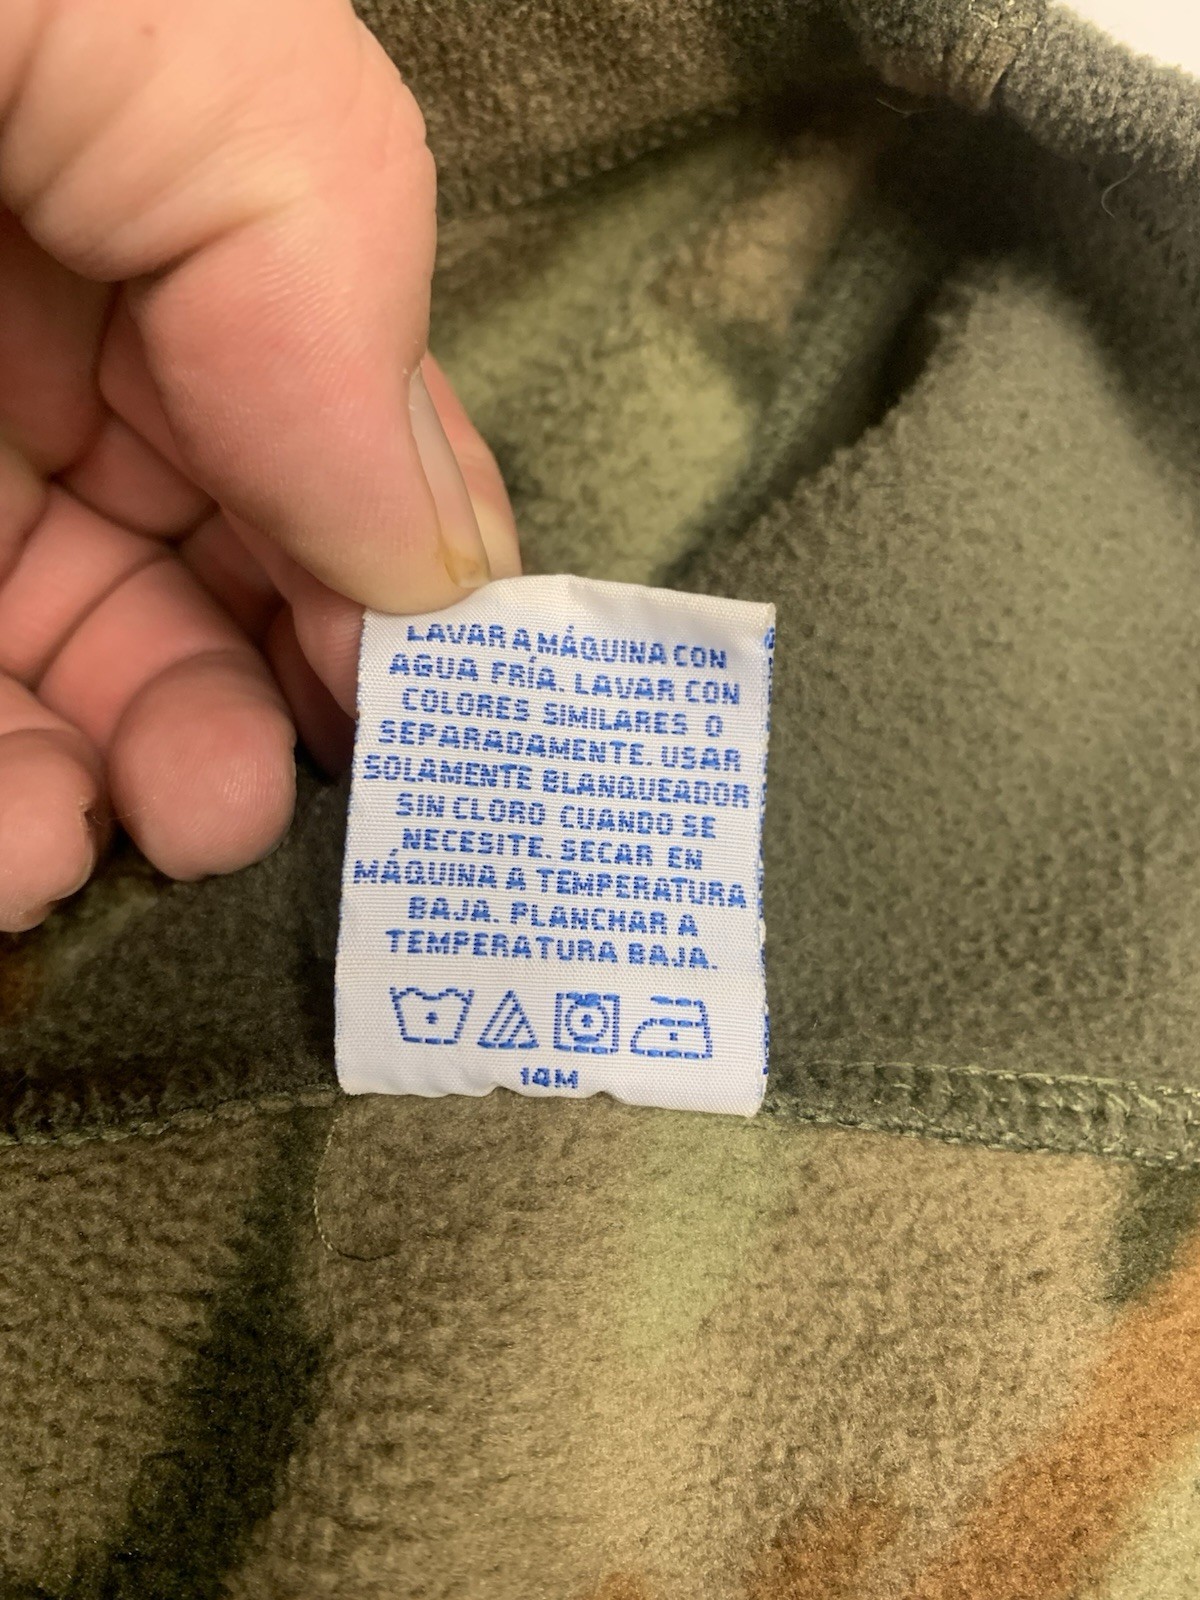 LAVAR A MÁQUINA CON
AGUA FRÍA. LAVAR CON
COLORES SIMILARES O
SEPARADAMENTE. USAR
SOLAMENTE BLANQUEADOR
SIN CLORO CUANDO SE
NECESITE. SECAR EN
MÁQUINA A TEMPERATURA
BAJA. PLANCHAR A
TEMPERATURA BAJA.
14M